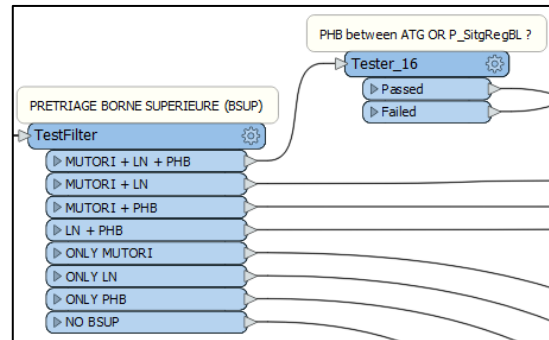 PHB between ATG OR P_SitgRegBL ?
Tester_16
Passed
Failed
PRETRIAGE BORNE SUPERIEURE (BSUP)
TestFilter
MUTORI + LN + PHB
MUTORI + LN
MUTORI + PHB
LN + PHB
ONLY MUTORI
ONLY LN
ONLY PHB
NO BSUP